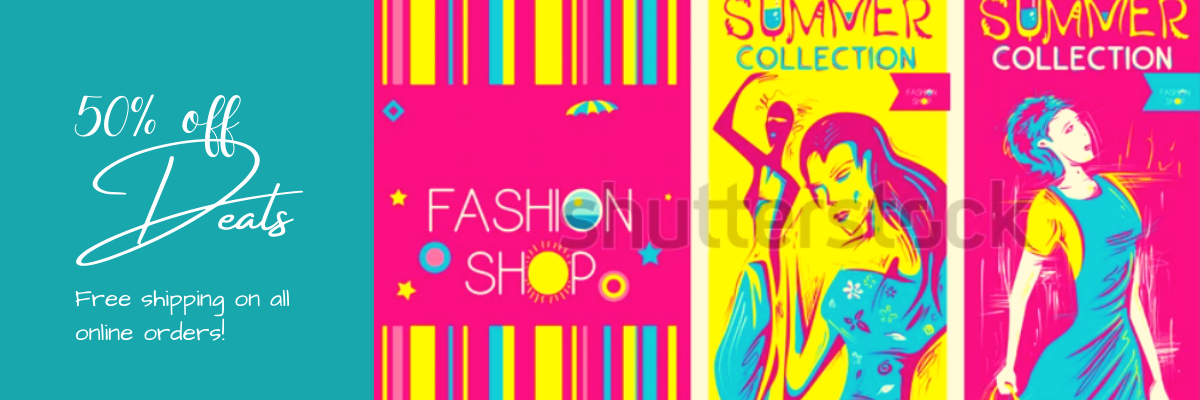 50% off
Deats
Free shipping on all
online orders!
FASHION
SHOP
SUMMER
COLLECTION
FASHION
SHOP
SUMMER
COLLECTION
FASHION
SHOP
shutterstock